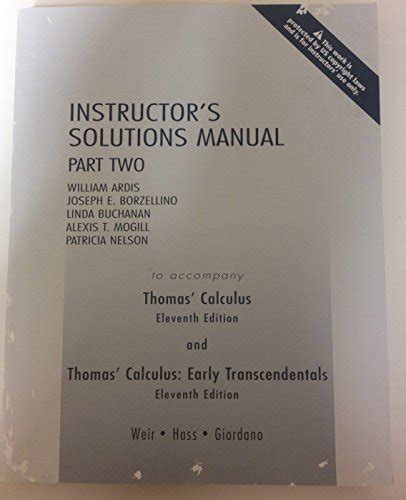 This work is
protected by US copyright laws
and is for instructors' use only.
INSTRUCTOR'S
SOLUTIONS MANUAL
PART TWO
WILLIAM ARDIS
JOSEPH E. BORZELLINO
LINDA BUCHANAN
ALEXIS T. MOGILL
PATRICIA NELSON
to accompany
Thomas' Calculus
Eleventh Edition
and
Thomas' Calculus: Early Transcendentals
Eleventh Edition
Weir • Hass • Giordano